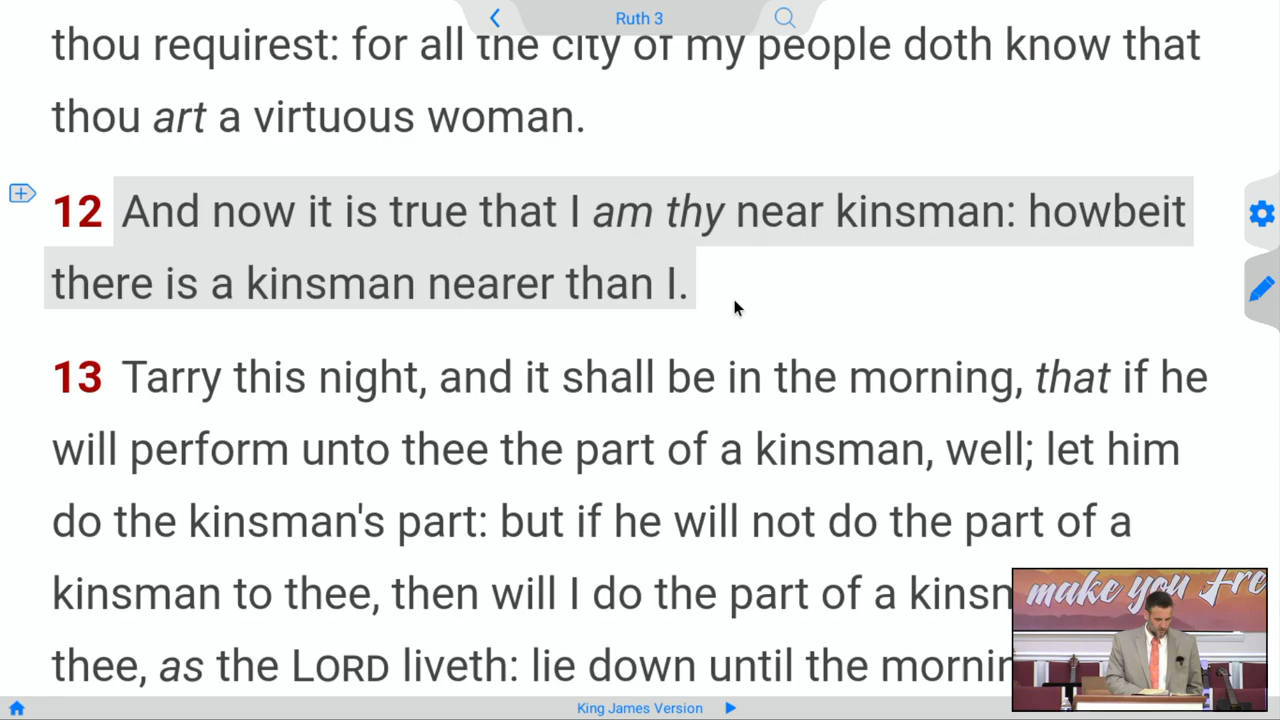 Ruth 3
thou requirest: for all the city of my people doth know that
thou art a virtuous woman.
12 And now it is true that I am thy near kinsman: howbeit
there is a kinsman nearer than I.
13 Tarry this night, and it shall be in the morning, that if he
will perform unto thee the part of a kinsman, well; let him
do the kinsman's part: but if he will not do the part of a
kinsman to thee, then will I do the part of a
thee, as the LORD liveth: lie down until the
make you
King James Version